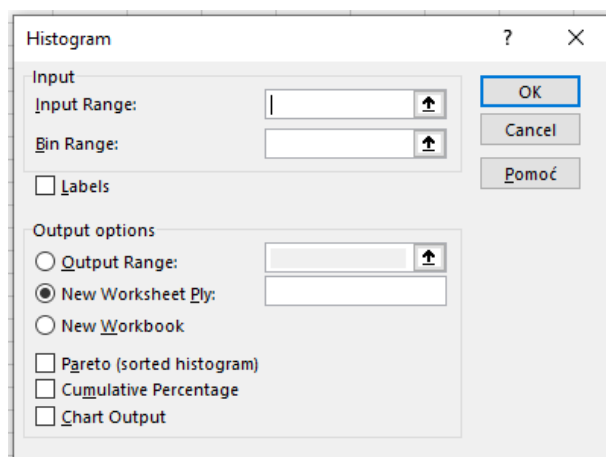 Histogram ? X
Input
Input Range:
OK
Bin Range:
Cancel
Labels
Pomoć
Output options
Output Range:
New Worksheet Ply:
New Workbook
Pareto (sorted histogram)
Cumulative Percentage
Chart Output